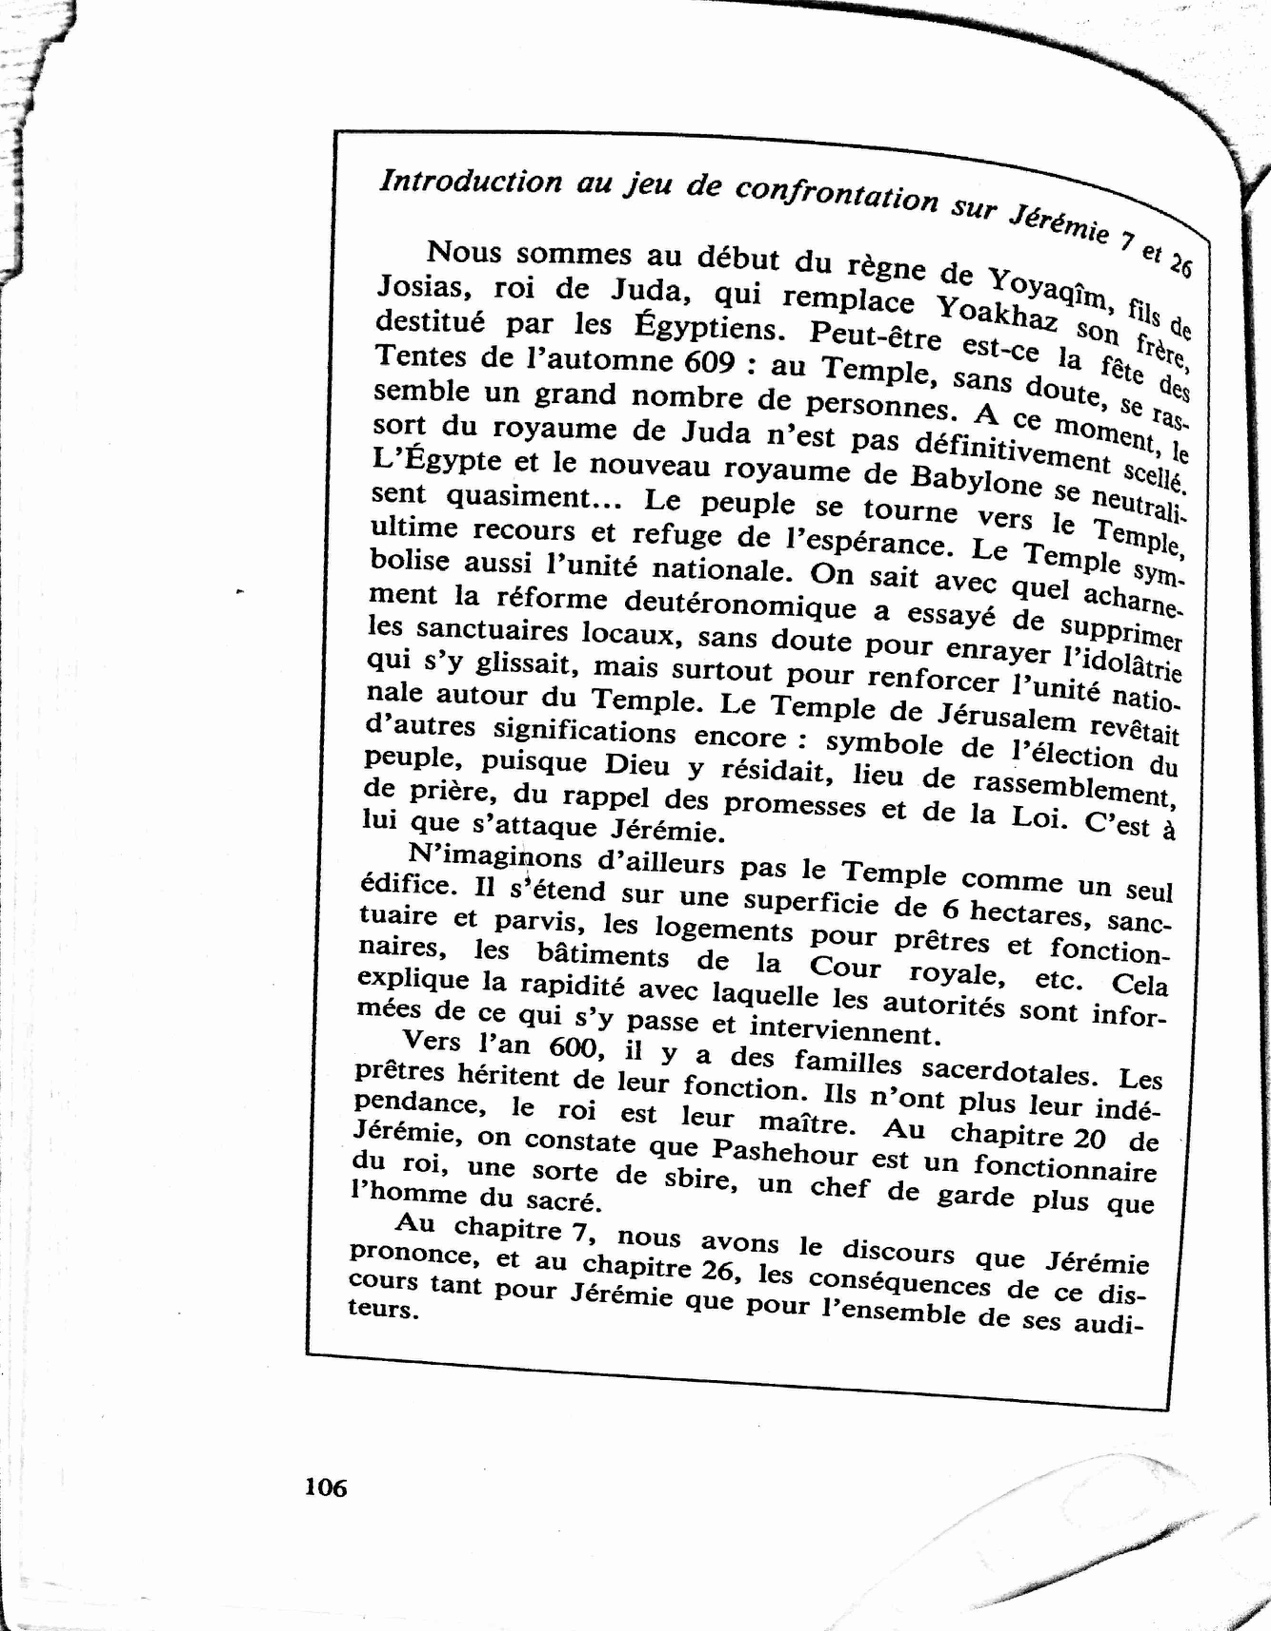 Introduction au jeu de confrontation sur Jérémie 7 et 26
Nous sommes au début du règne de Yoyaqîm, fils de
Josias, roi de Juda, qui remplace Yoakhaz son frère,
destitué par les Égyptiens. Peut-être est-ce la fête des
Tentes de l'automne 609 : au Temple, sans doute, se ras-
semble un grand nombre de personnes. A ce moment, le
sort du royaume de Juda n'est pas définitivement scellé.
L'Égypte et le nouveau royaume de Babylone se neutrali-
sent quasiment... Le peuple se tourne vers le Temple,
ultime recours et refuge de l'espérance. Le Temple sym-
bolise aussi l'unité nationale. On sait avec quel acharne-
ment la réforme deutéronomique a essayé de supprimer
les sanctuaires locaux, sans doute pour enrayer l'idolâtrie
qui s'y glissait, mais surtout pour renforcer l'unité natio-
nale autour du Temple. Le Temple de Jérusalem revêtait
d'autres significations encore : symbole de l'élection du
peuple, puisque Dieu y résidait, lieu de rassemblement,
de prière, du rappel des promesses et de la Loi. C'est à
lui que s'attaque Jérémie.
N'imaginons d'ailleurs pas le Temple comme un seul
édifice. Il s'étend sur une superficie de 6 hectares, sanc-
tuaire et parvis, les logements pour prêtres et fonction-
naires, les bâtiments de la Cour royale, etc. Cela
explique la rapidité avec laquelle les autorités sont infor-
mées de ce qui s'y passe et interviennent.
Vers l'an 600, il y a des familles sacerdotales. Les
prêtres héritent de leur fonction. Ils n'ont plus leur indé-
pendance, le roi est leur maître. Au chapitre 20 de
Jérémie, on constate que Pashehour est un fonctionnaire
du roi, une sorte de sbire, un chef de garde plus que
l'homme du sacré.
Au chapitre 7, nous avons le discours que Jérémie
prononce, et au chapitre 26, les conséquences de ce dis-
cours tant pour Jérémie que pour l'ensemble de ses audi-
teurs.
106